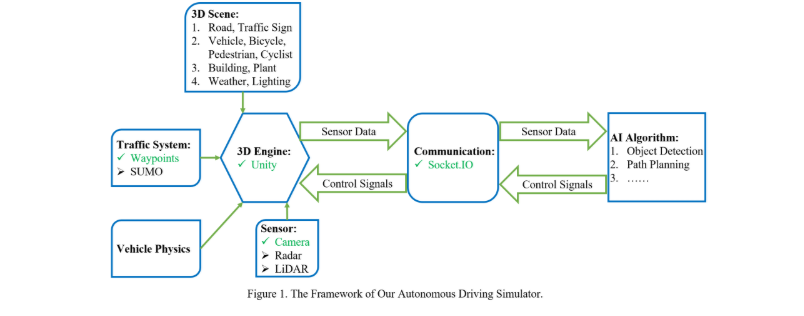 3D Scene:
1. Road, Traffic Sign
2. Vehicle, Bicycle,
Pedestrian, Cyclist
3. Building, Plant
4. Weather, Lighting
Traffic System:
✓ Waypoints
➢ SUMO
3D Engine:
✓ Unity
Sensor Data
Control Signals
Communication:
✓ Socket.IO
Sensor Data
Control Signals
AI Algorithm:
1. Object Detection
2. Path Planning
3. ……
Vehicle Physics
Sensor:
✓ Camera
➢ Radar
➢ LiDAR
Figure 1. The Framework of Our Autonomous Driving Simulator.